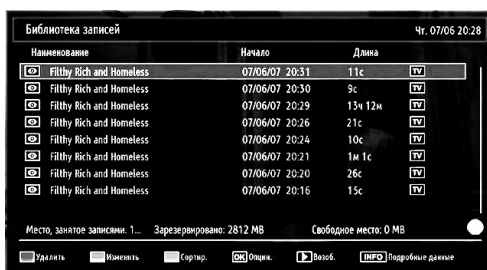 Библиотека записей Чт. 07/06 20:28
Наименование Начало Длина
Filthy Rich and Homeless 07/06/07 20:31 11с TV
Filthy Rich and Homeless 07/06/07 20:30 9с TV
Filthy Rich and Homeless 07/06/07 20:29 13ч 12м TV
Filthy Rich and Homeless 07/06/07 20:26 21с TV
Filthy Rich and Homeless 07/06/07 20:24 10с TV
Filthy Rich and Homeless 07/06/07 20:21 1м 1с TV
Filthy Rich and Homeless 07/06/07 20:20 26с TV
Filthy Rich and Homeless 07/06/07 20:16 15с TV
Место, занятое записями. 1... Зарезервировано: 2812 MB Свободное место: 0 MB
Удалить Изменить Сортир. OK Опции. Возоб. INFO Подробные данные